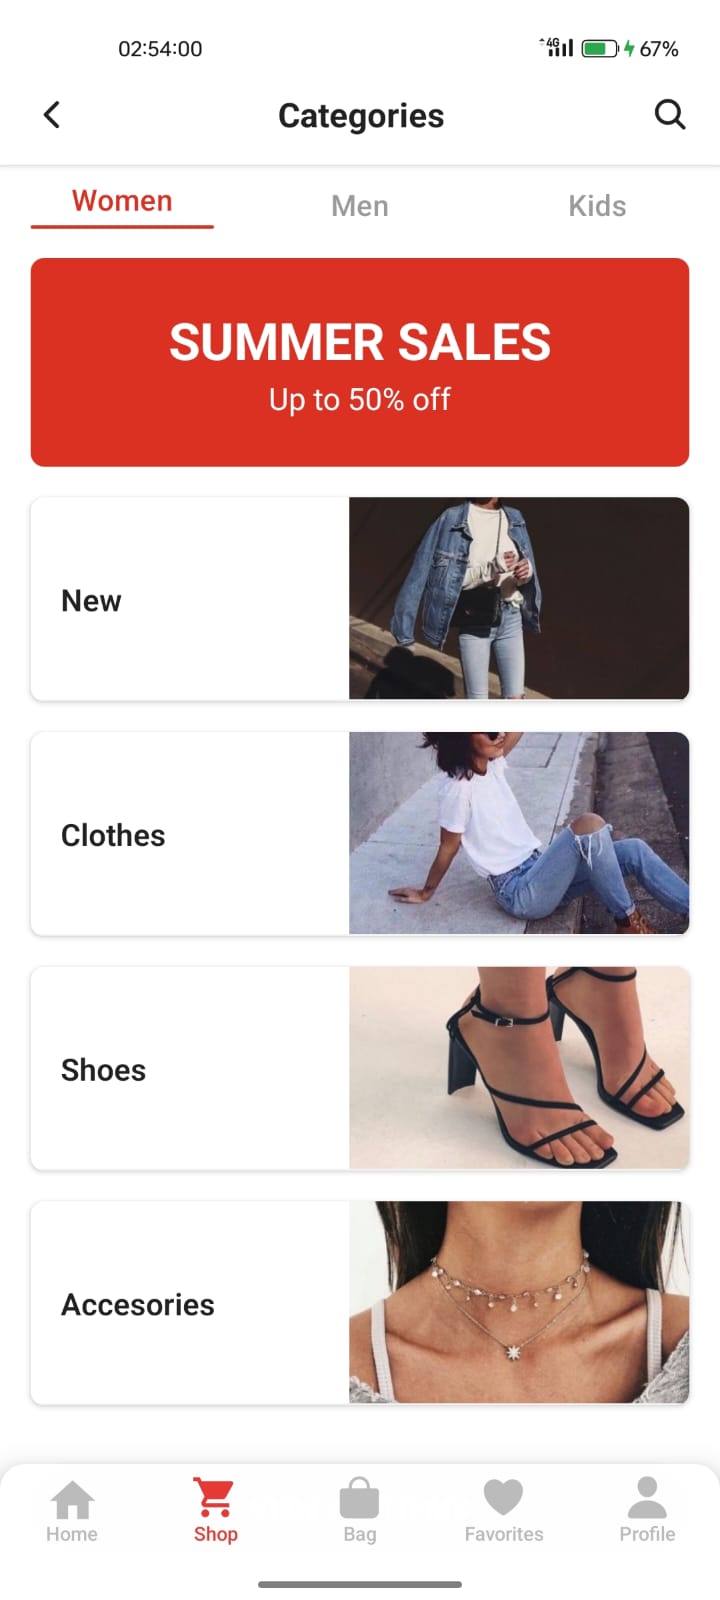 02:54:00
4G 67%
Categories
Women Men Kids
SUMMER SALES
Up to 50% off
New
Clothes
Shoes
Accesories
Home Shop Bag Favorites Profile